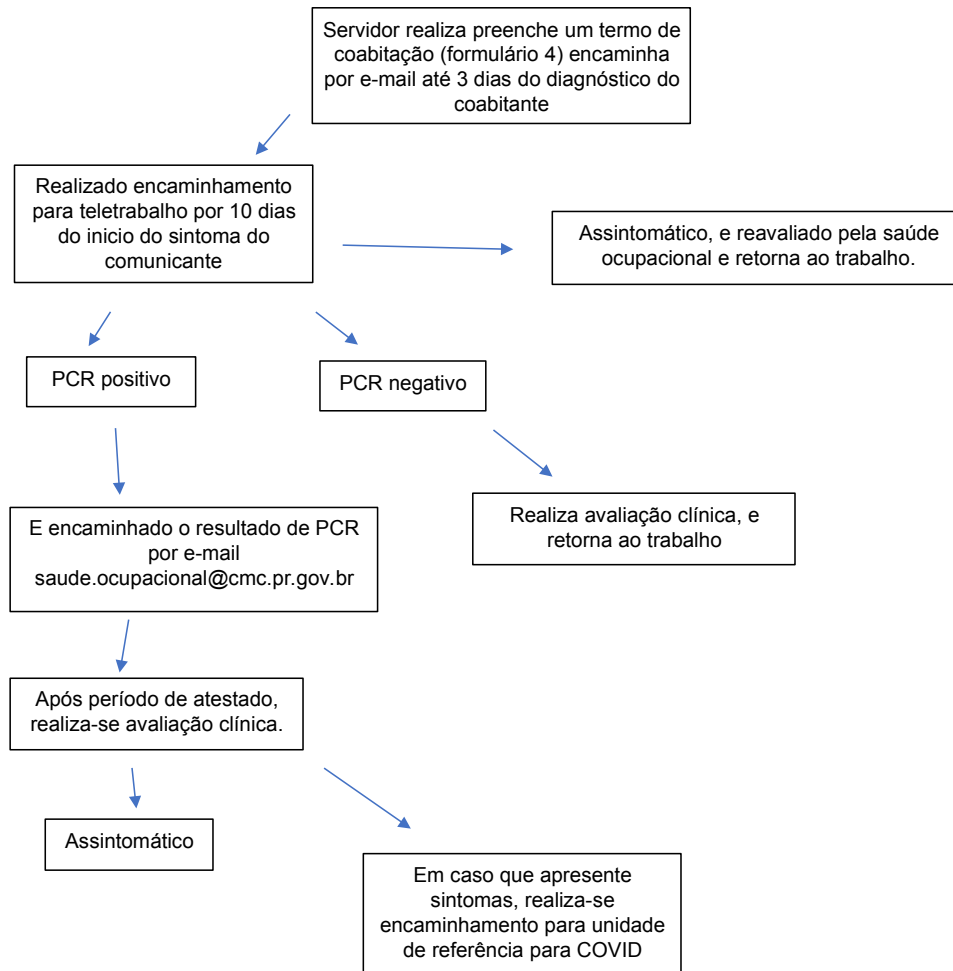 Servidor realiza preenche um termo de
coabitação (formulário 4) encaminha
por e-mail até 3 dias do diagnóstico do
coabitante
Realizado encaminhamento
para teletrabalho por 10 dias
do inicio do sintoma do
comunicante
Assintomático, e reavaliado pela saúde
ocupacional e retorna ao trabalho.
PCR positivo
PCR negativo
E encaminhado o resultado de PCR
por e-mail
saude.ocupacional@cmc.pr.gov.br
Realiza avaliação clínica, e
retorna ao trabalho
Após período de atestado,
realiza-se avaliação clínica.
Assintomático
Em caso que apresente
sintomas, realiza-se
encaminhamento para unidade
de referência para COVID